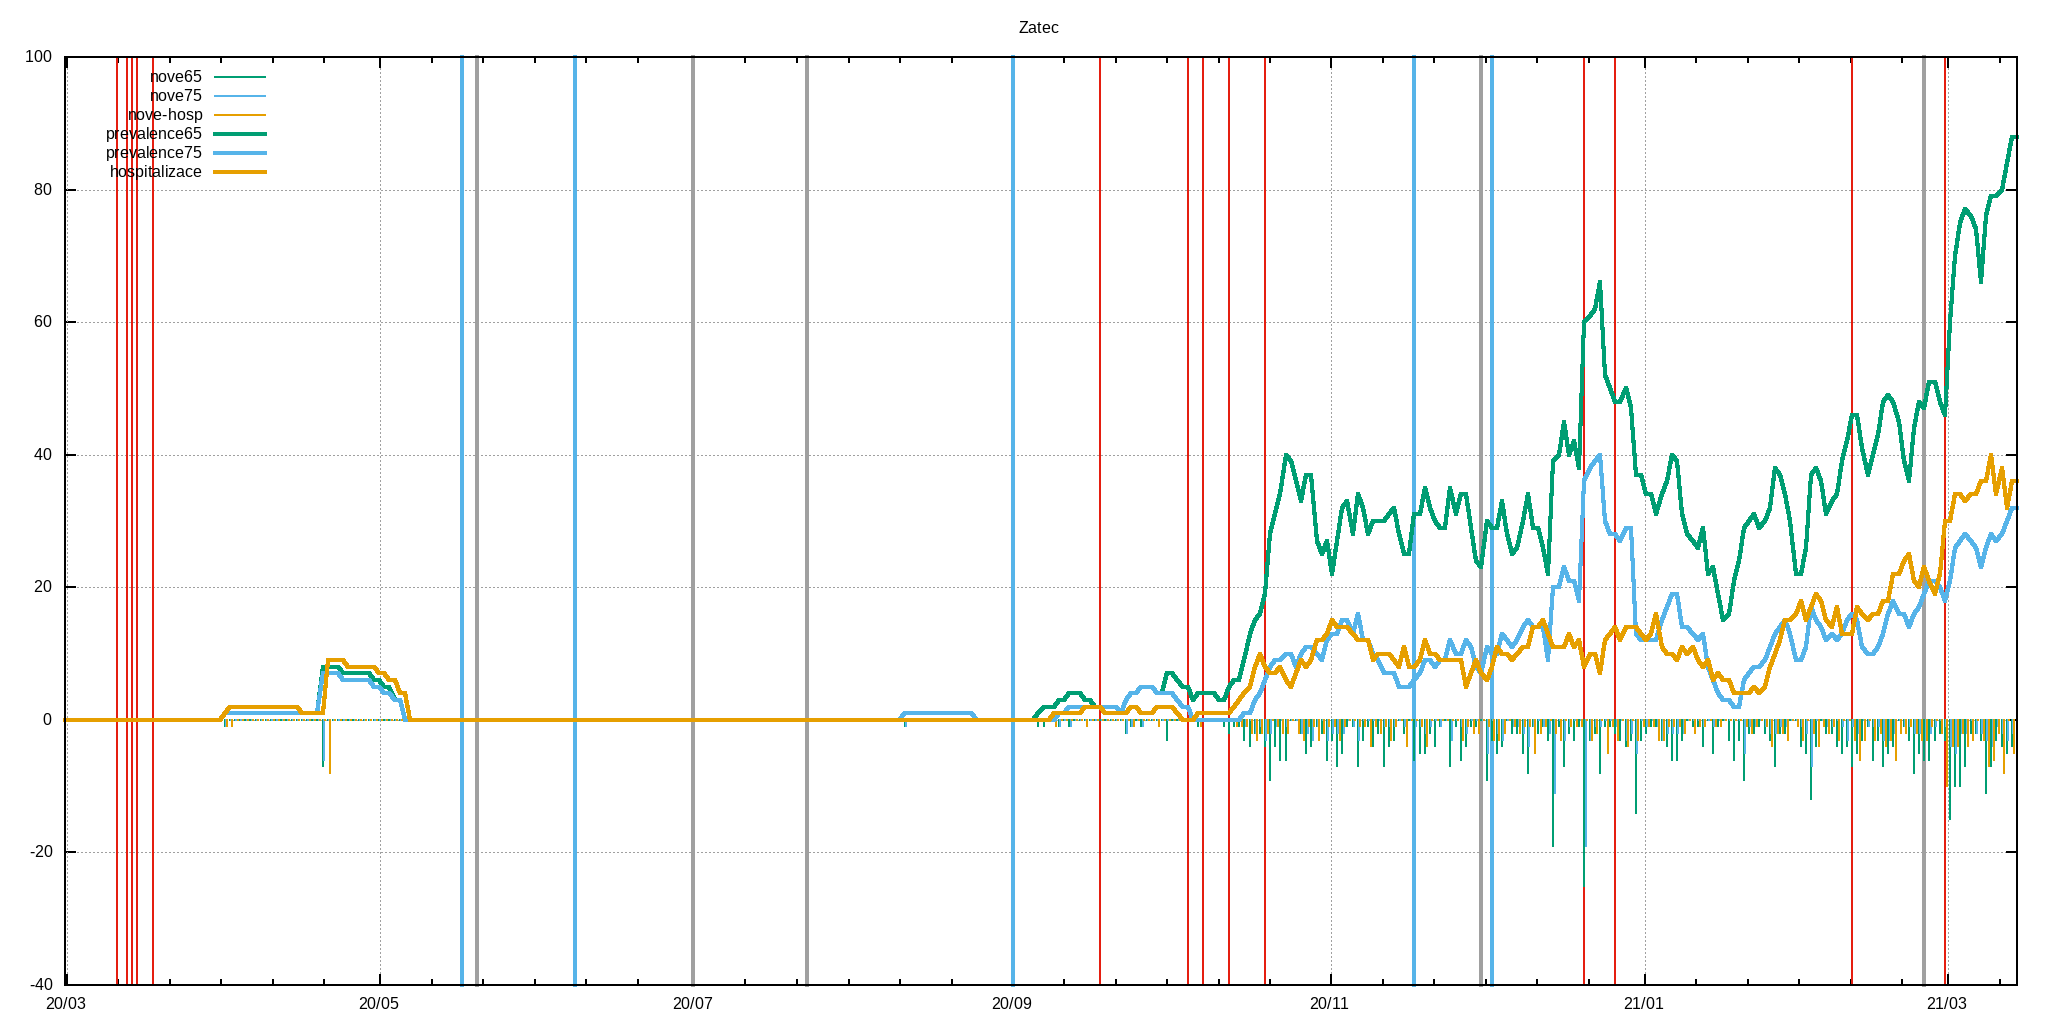 Zatec
100
80
60
40
20
0
-20
-40
nove65
nove75
nove-hosp
prevalence65
prevalence75
hospitalizace
20/03 20/05 20/07 20/09 20/11 21/01 21/03